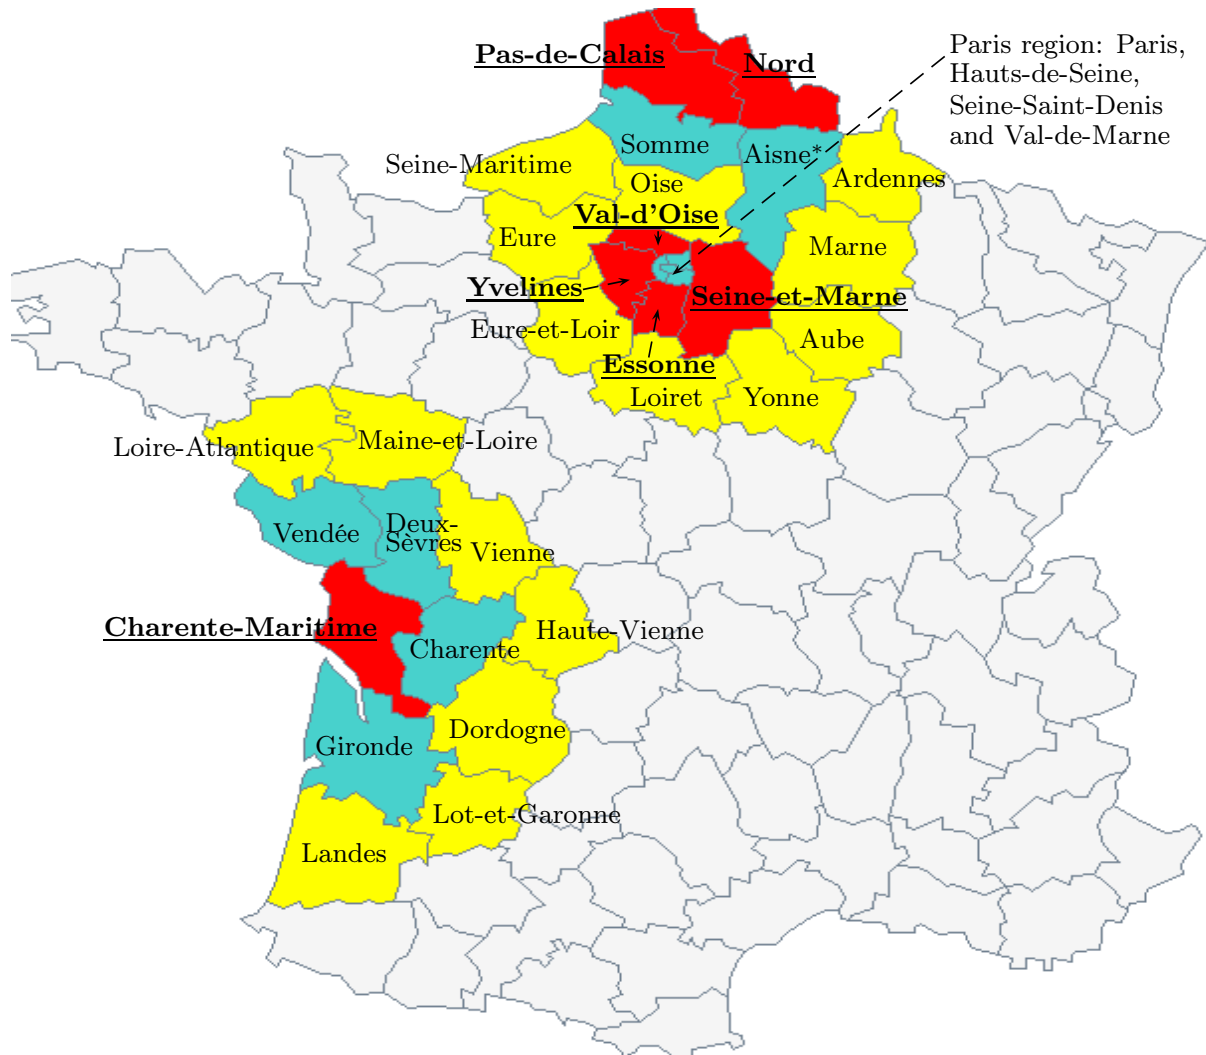 Pas-de-Calais
Nord
Paris region: Paris,
Hauts-de-Seine,
Seine-Saint-Denis
and Val-de-Marne
Somme
Aisne*
Seine-Maritime
Oise
Ardennes
Val-d'Oise
Eure
Marne
Yvelines
Seine-et-Marne
Eure-et-Loir
Aube
Essonne
Loiret
Yonne
Loire-Atlantique
Maine-et-Loire
Vendée
Deux-
Sèvres
Vienne
Charente-Maritime
Haute-Vienne
Charente
Gironde
Dordogne
Lot-et-Garonne
Landes